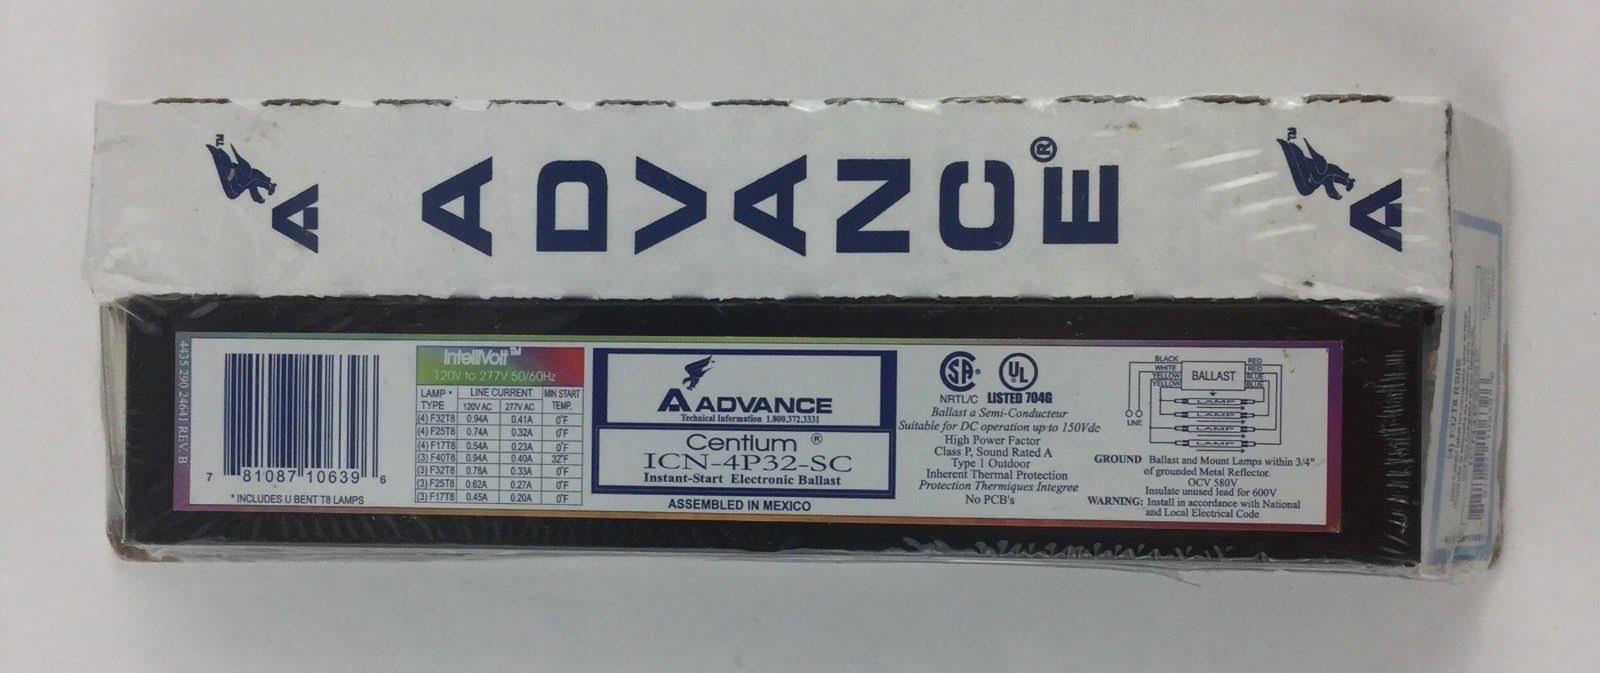 TM
A
ADVANCE®
TM
A
4435 290 24641 REV. B
7 81087 10639 6
* INCLUDES U BENT T8 LAMPS
IntelliVolt™
120V to 277V 50/60Hz
LAMP * TYPE LINE CURRENT MIN START TEMP.
120V AC 277V AC
(4) F32T8 0.94A 0.41A 0°F
(4) F25T8 0.74A 0.32A 0°F
(4) F17T8 0.54A 0.23A 0°F
(3) F40T8 0.94A 0.40A 32°F
(3) F32T8 0.78A 0.33A 0°F
(3) F25T8 0.62A 0.27A 0°F
(3) F17T8 0.45A 0.20A 0°F
A ADVANCE
Technical Information 1.800.372.3331
Centium ®
ICN-4P32-SC
Instant-Start Electronic Ballast
ASSEMBLED IN MEXICO
SA UL
NRTL/C LISTED 704G
Ballast a Semi-Conducteur
Suitable for DC operation up to 150Vdc
High Power Factor
Class P, Sound Rated A
Type 1 Outdoor
Inherent Thermal Protection
Protection Thermiques Integree
No PCB's
BLACK RED
WHITE RED
YELLOW BLUE
YELLOW BLUE
BALLAST
LAMP
LAMP
LAMP
LAMP
LINE
GROUND Ballast and Mount Lamps within 3/4"
of grounded Metal Reflector.
OCV 580V
Insulate unused lead for 600V
WARNING: Install in accordance with National
and Local Electrical Code